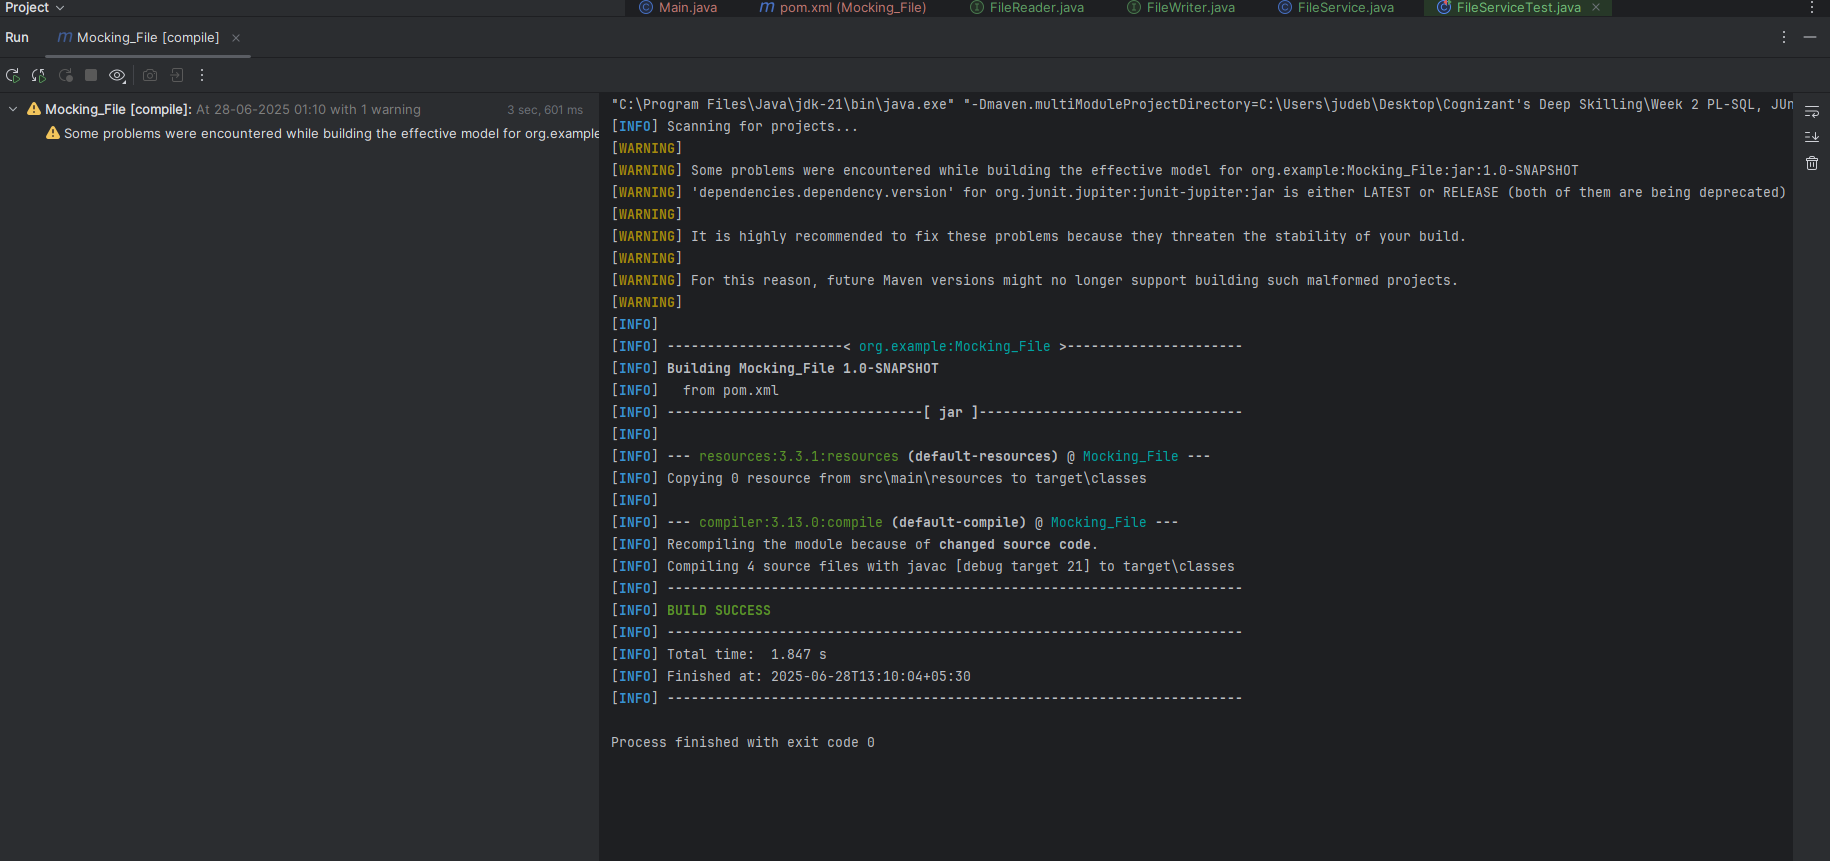 Project
Main.java
pom.xml (Mocking_File)
FileReader.java
FileWriter.java
FileService.java
FileServiceTest.java
Run
Mocking_File [compile]
Mocking_File [compile]: At 28-06-2025 01:10 with 1 warning 3 sec, 601 ms
Some problems were encountered while building the effective model for org.example
"C:\Program Files\Java\jdk-21\bin\java.exe" "-Dmaven.multiModuleProjectDirectory=C:\Users\judeb\Desktop\Cognizant's Deep Skilling\Week 2 PL-SQL, JUn
[INFO] Scanning for projects...
[WARNING]
[WARNING] Some problems were encountered while building the effective model for org.example:Mocking_File:jar:1.0-SNAPSHOT
[WARNING] 'dependencies.dependency.version' for org.junit.jupiter:junit-jupiter:jar is either LATEST or RELEASE (both of them are being deprecated)
[WARNING]
[WARNING] It is highly recommended to fix these problems because they threaten the stability of your build.
[WARNING]
[WARNING] For this reason, future Maven versions might no longer support building such malformed projects.
[WARNING]
[INFO]
[INFO] ----------------------< org.example:Mocking_File >----------------------
[INFO] Building Mocking_File 1.0-SNAPSHOT
[INFO]   from pom.xml
[INFO] --------------------------------[ jar ]---------------------------------
[INFO]
[INFO] --- resources:3.3.1:resources (default-resources) @ Mocking_File ---
[INFO] Copying 0 resource from src\main\resources to target\classes
[INFO]
[INFO] --- compiler:3.13.0:compile (default-compile) @ Mocking_File ---
[INFO] Recompiling the module because of changed source code.
[INFO] Compiling 4 source files with javac [debug target 21] to target\classes
[INFO] ------------------------------------------------------------------------
[INFO] BUILD SUCCESS
[INFO] ------------------------------------------------------------------------
[INFO] Total time:  1.847 s
[INFO] Finished at: 2025-06-28T13:10:04+05:30
[INFO] ------------------------------------------------------------------------
Process finished with exit code 0